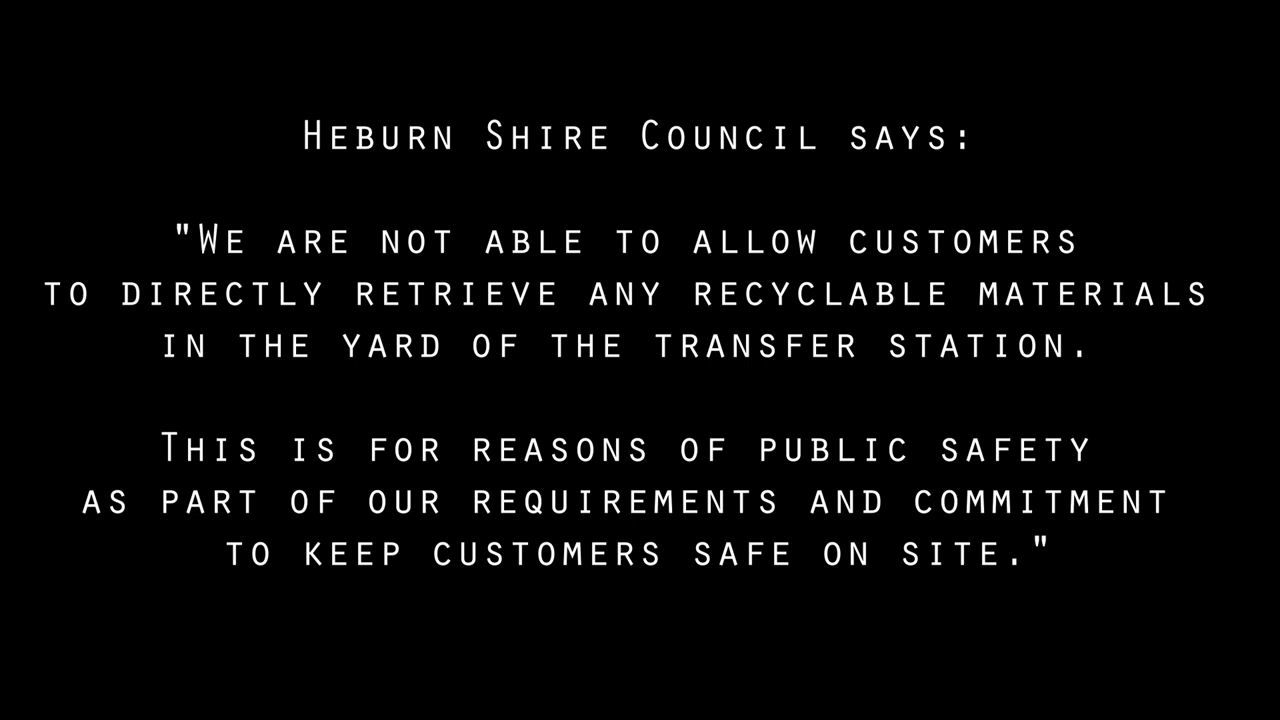 Heburn Shire Council says:
"We are not able to allow customers
to directly retrieve any recyclable materials
in the yard of the transfer station.
This is for reasons of public safety
as part of our requirements and commitment
to keep customers safe on site."